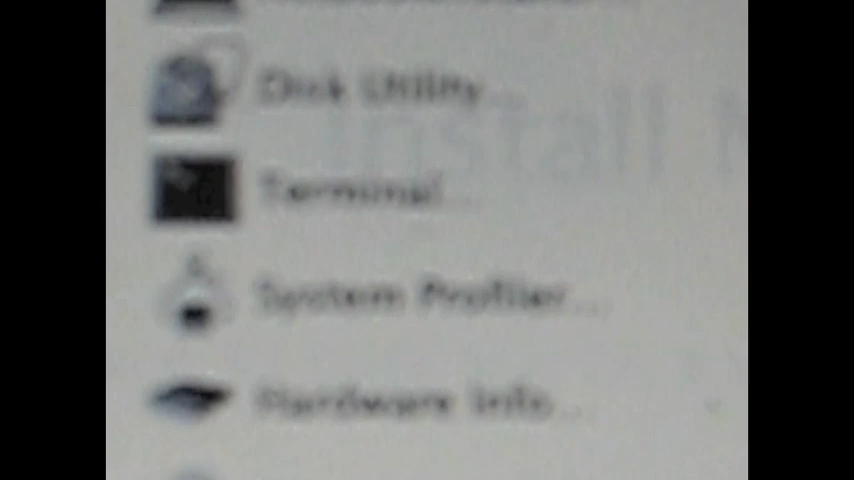 Disk Utility...
Install
Terminal...
System Profiler...
Hardware Info...